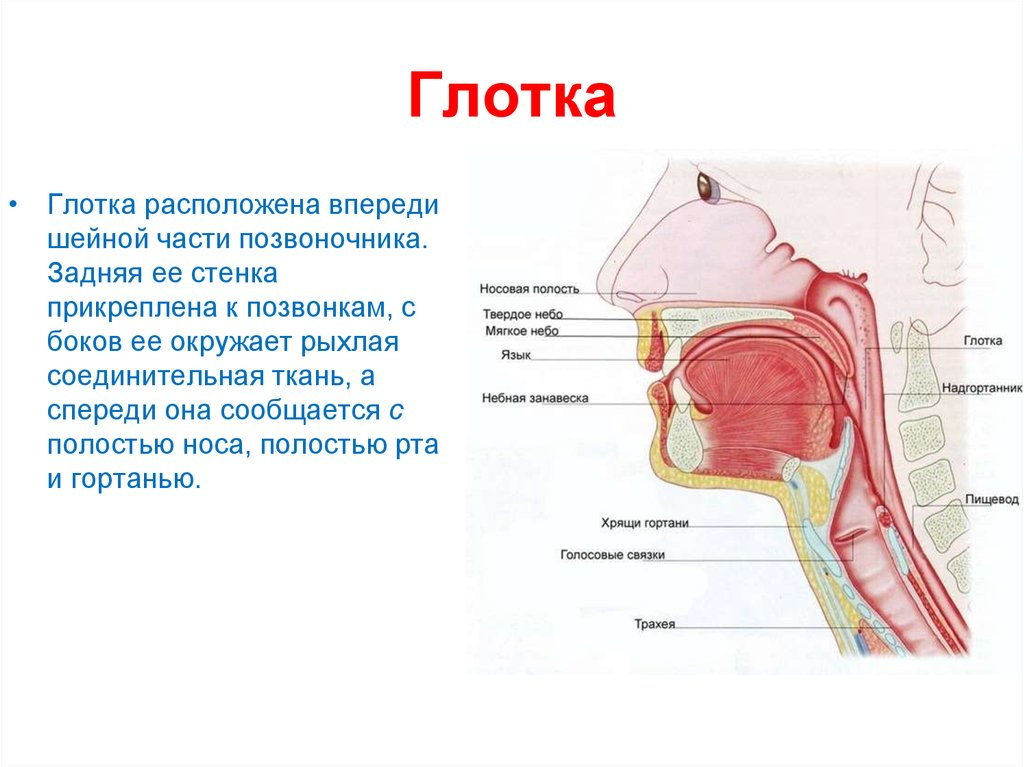 Глотка
• Глотка расположена впереди
шейной части позвоночника.
Задняя ее стенка
прикреплена к позвонкам, с
боков ее окружает рыхлая
соединительная ткань, а
спереди она сообщается с
полостью носа, полостью рта
и гортанью.
Носовая полость
Твердое небо
Мягкое небо
Язык
Небная занавеска
Глотка
Надгортанник
Пищевод
Хрящи гортани
Голосовые связки
Трахея